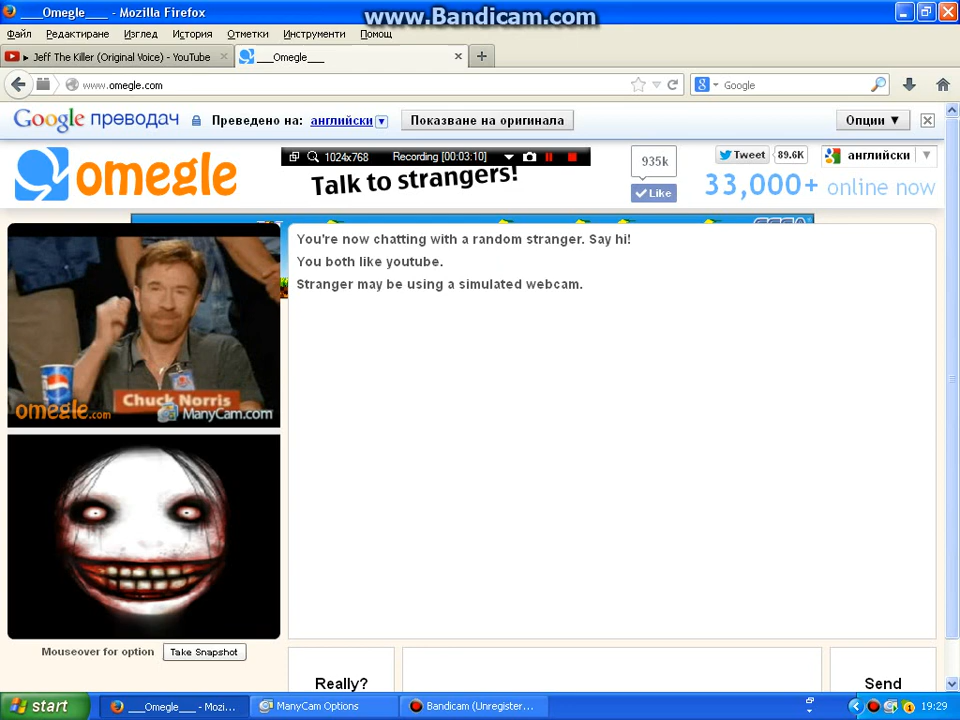 www.Bandicam.com
___Omegle___ - Mozilla Firefox
Файл Редактиране Изглед История Отметки Инструменти Помощ
▶ Jeff The Killer (Original Voice) - YouTube
___Omegle___
www.omegle.com
Google
Google преводач
Преведено на: английски
Показване на оригинала
Опции ▼
omegle
1024x768 Recording [00:03:10]
Talk to strangers!
935k
Like
Tweet 89.6K
английски
33,000+ online now
You're now chatting with a random stranger. Say hi!
You both like youtube.
Stranger may be using a simulated webcam.
Chuck Norris
omegle.com
ManyCam.com
Mouseover for option
Take Snapshot
Really?
Send
start
___Omegle___ - Mozi...
ManyCam Options
Bandicam (Unregister...
19:29